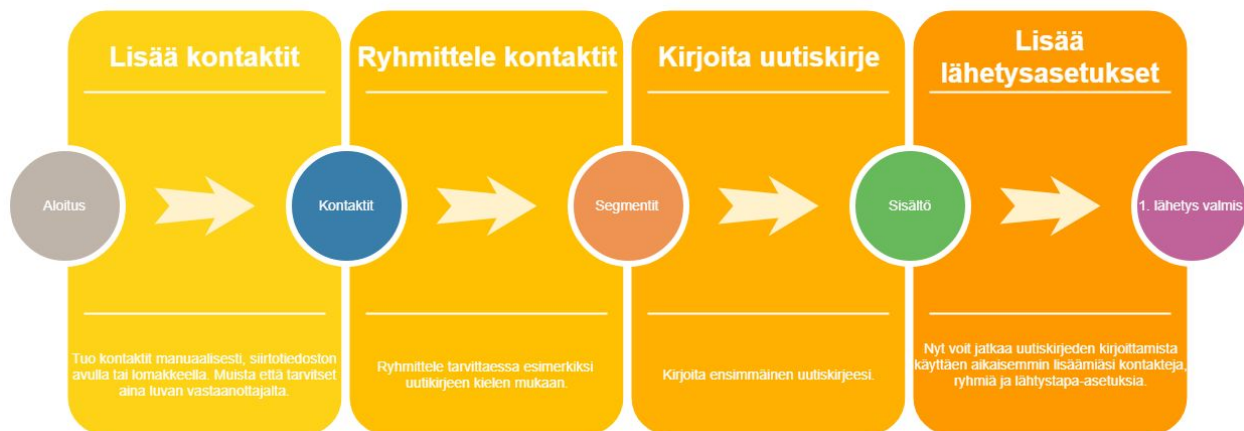 Lisää kontaktit
Ryhmittele kontaktit
Kirjoita uutiskirje
Lisää
lähetysasetukset
Aloitus
Kontaktit
Segmentit
Sisältö
1. lähetys valmis
Tuo kontaktit manuaalisesti, siirtotiedoston
avulla tai lomakkeella. Muista että tarvitset
aina luvan vastaanottajalta.
Ryhmittele tarvittaessa esimerkiksi
uutikirjeen kielen mukaan.
Kirjoita ensimmäinen uutiskirjeesi.
Nyt voit jatkaa uutiskirjeden kirjoittamista
käyttäen aikaisemmin lisäämiäsi kontakteja,
ryhmiä ja lähtystapa-asetuksia.